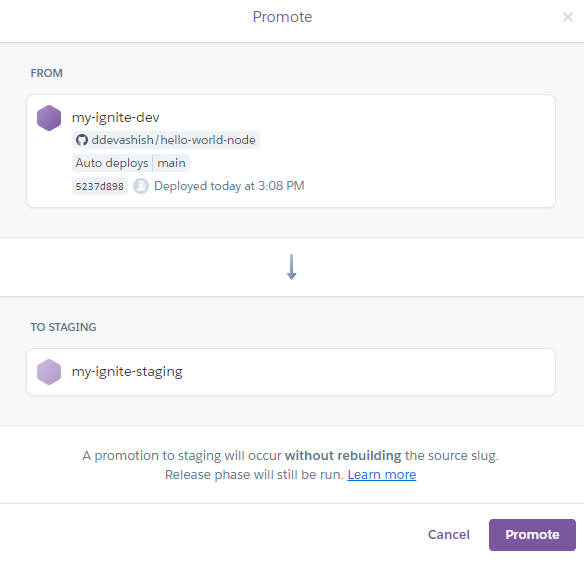 Promote
FROM
my-ignite-dev
ddevashish/hello-world-node
Auto deploys main
5237d898 Deployed today at 3:08 PM
TO STAGING
my-ignite-staging
A promotion to staging will occur without rebuilding the source slug.
Release phase will still be run. Learn more
Cancel Promote